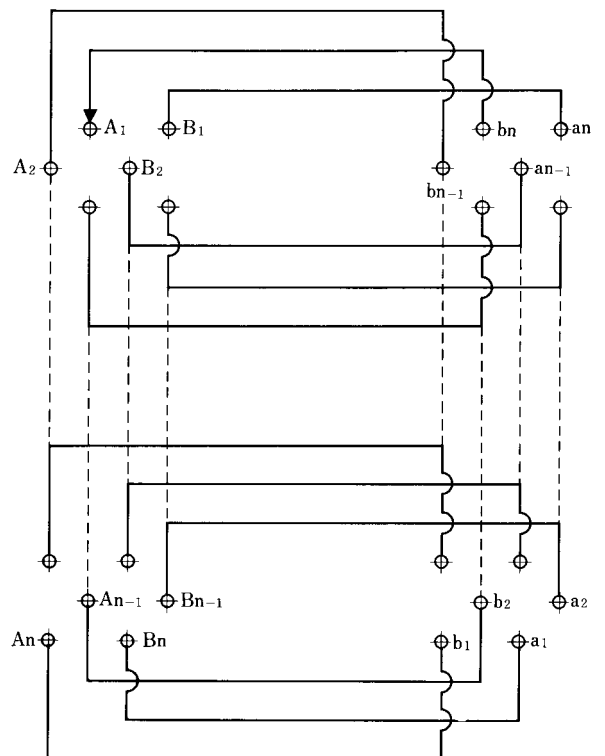 A₁ B₁ bn an
A₂ B₂ bn₋₁ an₋₁
An₋₁ Bn₋₁ b₂ a₂
An Bn b₁ a₁